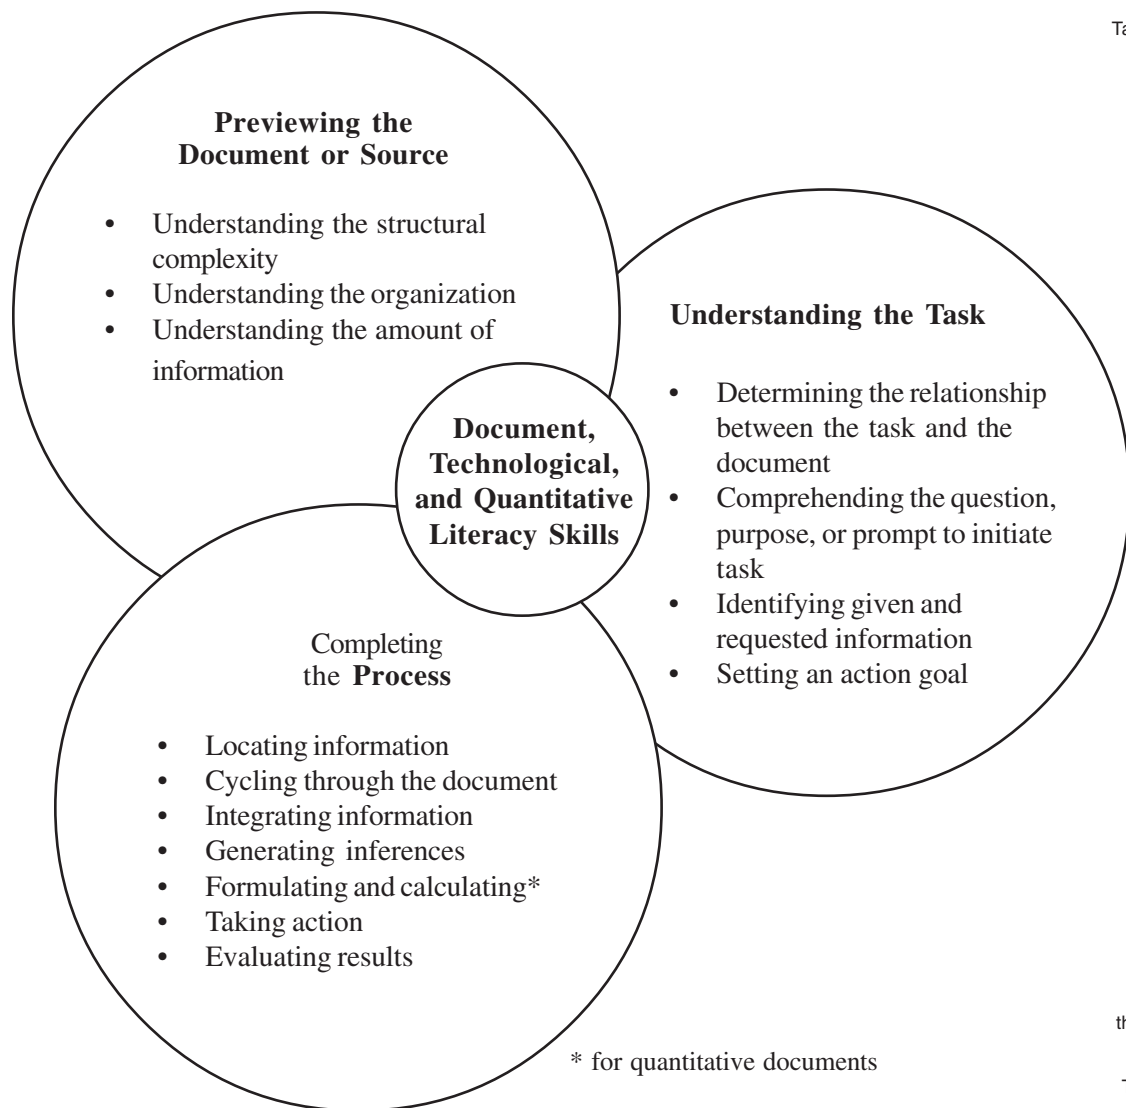 Ta
Previewing the
Document or Source
• Understanding the structural
complexity
• Understanding the organization
• Understanding the amount of
information
Understanding the Task
• Determining the relationship
between the task and the
document
• Comprehending the question,
purpose, or prompt to initiate
task
• Identifying given and
requested information
• Setting an action goal
Document,
Technological,
and Quantitative
Literacy Skills
Completing
the Process
• Locating information
• Cycling through the document
• Integrating information
• Generating inferences
• Formulating and calculating*
• Taking action
• Evaluating results
th
* for quantitative documents